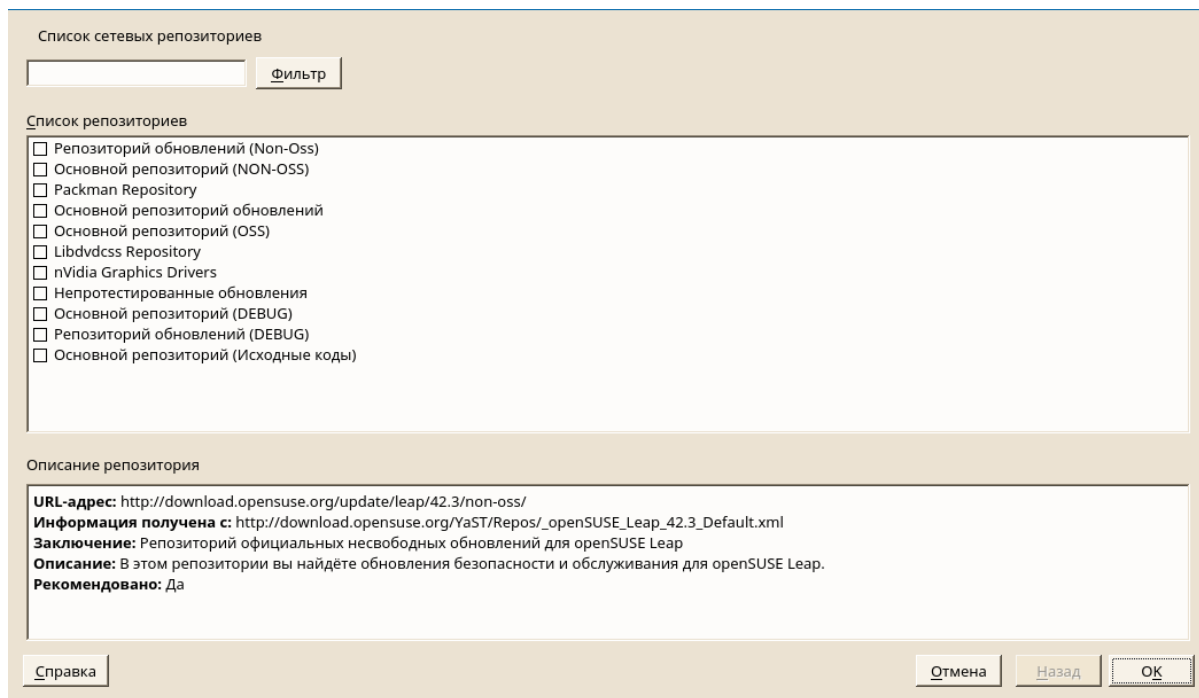 Список сетевых репозиториев
Фильтр
Список репозиториев
Репозиторий обновлений (Non-Oss)
Основной репозиторий (NON-OSS)
Packman Repository
Основной репозиторий обновлений
Основной репозиторий (OSS)
Libdvdcss Repository
nVidia Graphics Drivers
Непротестированные обновления
Основной репозиторий (DEBUG)
Репозиторий обновлений (DEBUG)
Основной репозиторий (Исходные коды)
Описание репозитория
URL-адрес: http://download.opensuse.org/update/leap/42.3/non-oss/
Информация получена с: http://download.opensuse.org/YaST/Repos/_openSUSE_Leap_42.3_Default.xml
Заключение: Репозиторий официальных несвободных обновлений для openSUSE Leap
Описание: В этом репозитории вы найдёте обновления безопасности и обслуживания для openSUSE Leap.
Рекомендовано: Да
Справка Отмена Назад OK